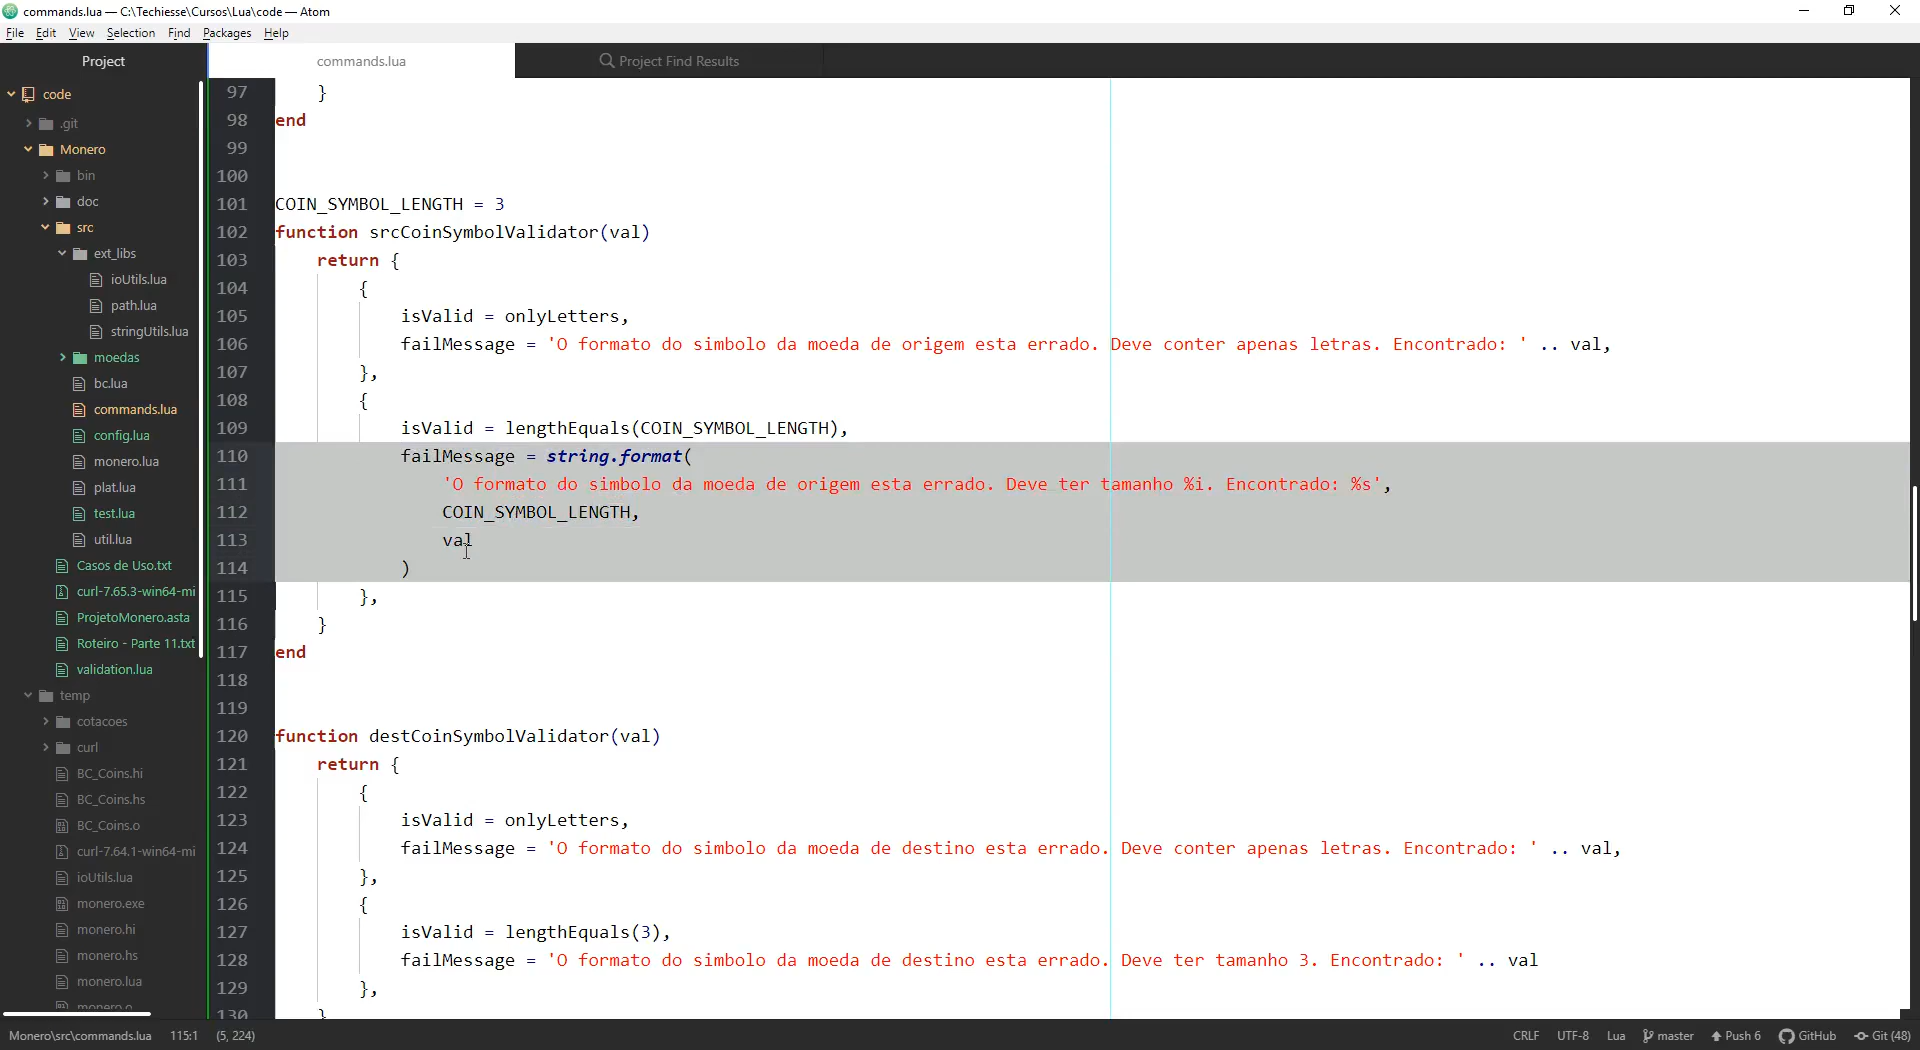 commands.lua — C:\Techiesse\Cursos\Lua\code — Atom
File Edit View Selection Find Packages Help
Project
code
.git
Monero
bin
doc
src
ext_libs
ioUtils.lua
path.lua
stringUtils.lua
moedas
bc.lua
commands.lua
config.lua
monero.lua
plat.lua
test.lua
util.lua
Casos de Uso.txt
curl-7.65.3-win64-mi
ProjetoMonero.asta
Roteiro - Parte 11.txt
validation.lua
temp
cotacoes
curl
BC_Coins.hi
BC_Coins.hs
BC_Coins.o
curl-7.64.1-win64-mi
ioUtils.lua
monero.exe
monero.hi
monero.hs
monero.lua
monero.o
commands.lua
Project Find Results
97 }
98 end
99
100
101 COIN_SYMBOL_LENGTH = 3
102 function srcCoinSymbolValidator(val)
103 return {
104 {
105 isValid = onlyLetters,
106 failMessage = 'O formato do simbolo da moeda de origem esta errado. Deve conter apenas letras. Encontrado: ' .. val,
107 },
108 {
109 isValid = lengthEquals(COIN_SYMBOL_LENGTH),
110 failMessage = string.format(
111 'O formato do simbolo da moeda de origem esta errado. Deve ter tamanho %i. Encontrado: %s',
112 COIN_SYMBOL_LENGTH,
113 val
114 )
115 },
116 }
117 end
118
119
120 function destCoinSymbolValidator(val)
121 return {
122 {
123 isValid = onlyLetters,
124 failMessage = 'O formato do simbolo da moeda de destino esta errado. Deve conter apenas letras. Encontrado: ' .. val,
125 },
126 {
127 isValid = lengthEquals(3),
128 failMessage = 'O formato do simbolo da moeda de destino esta errado. Deve ter tamanho 3. Encontrado: ' .. val
129 },
130 }
Monero\src\commands.lua 115:1 (5, 224) CRLF UTF-8 Lua master Push 6 GitHub Git (48)